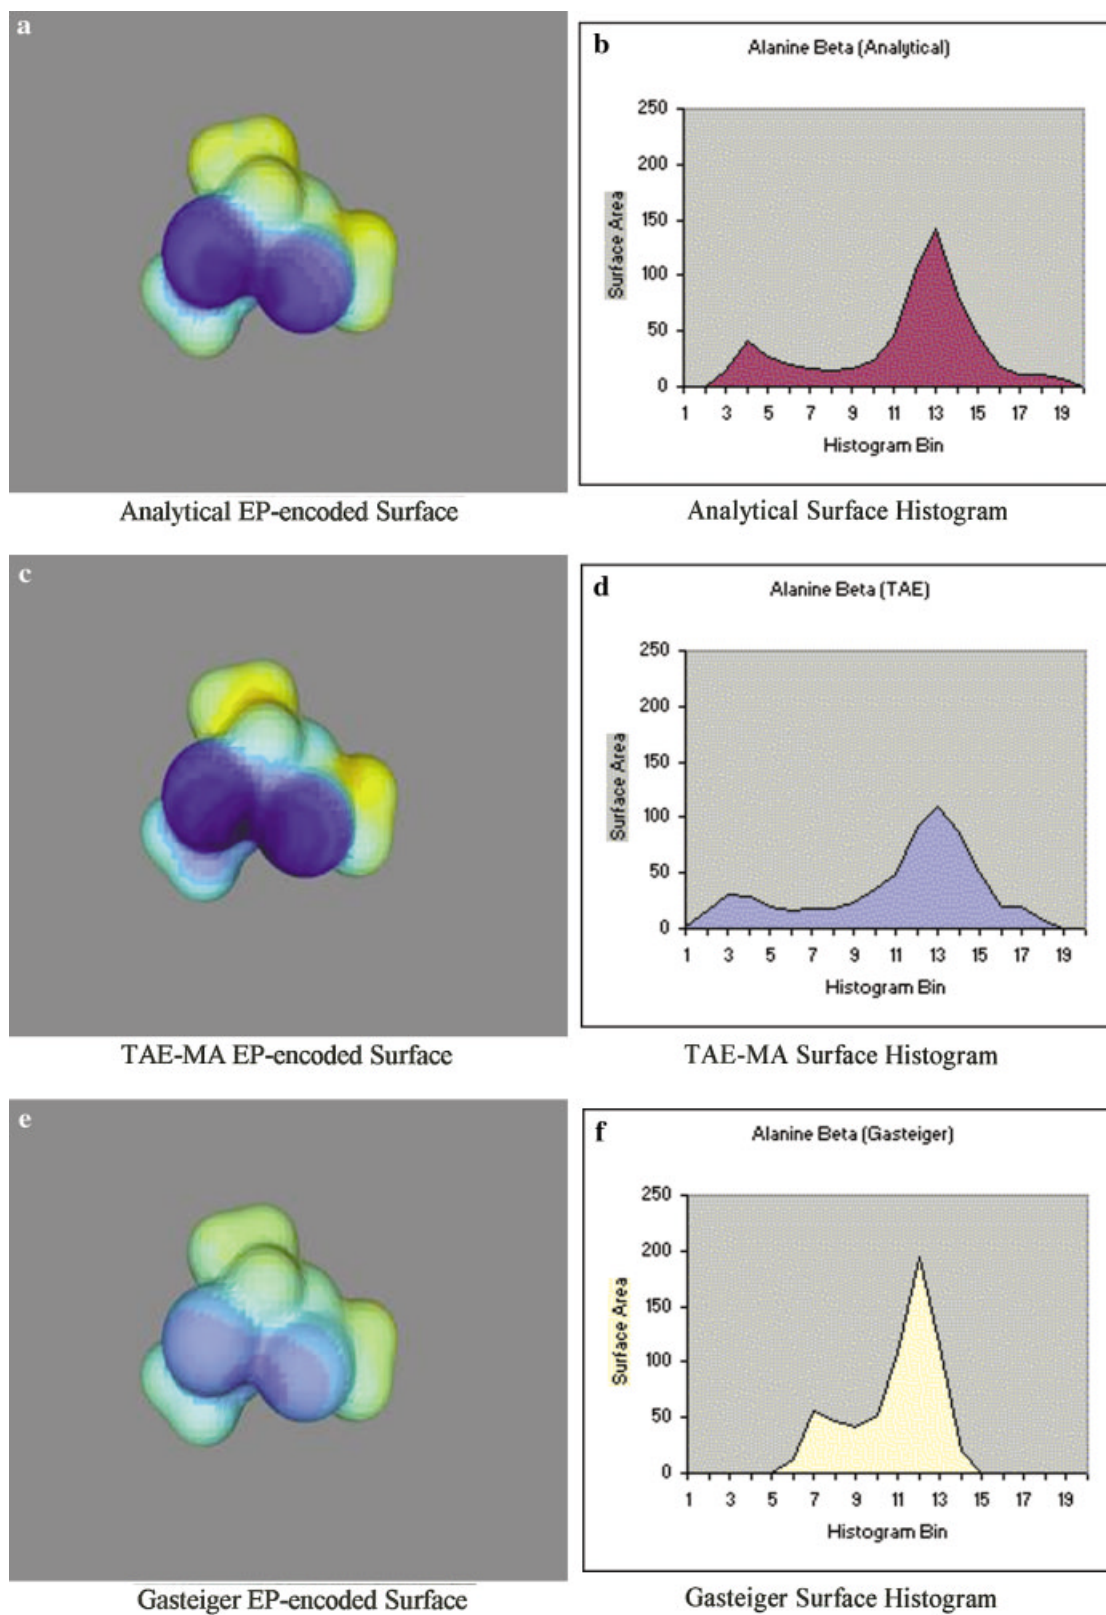 a
b
Alanine Beta (Analytical)
250
200
150
100
50
0
Surface Area
1 3 5 7 9 11 13 15 17 19
Histogram Bin
Analytical EP-encoded Surface
Analytical Surface Histogram
c
d
Alanine Beta (TAE)
250
200
150
100
50
0
Surface Area
1 3 5 7 9 11 13 15 17 19
Histogram Bin
TAE-MA EP-encoded Surface
TAE-MA Surface Histogram
e
f
Alanine Beta (Gasteiger)
250
200
150
100
50
0
Surface Area
1 3 5 7 9 11 13 15 17 19
Histogram Bin
Gasteiger EP-encoded Surface
Gasteiger Surface Histogram